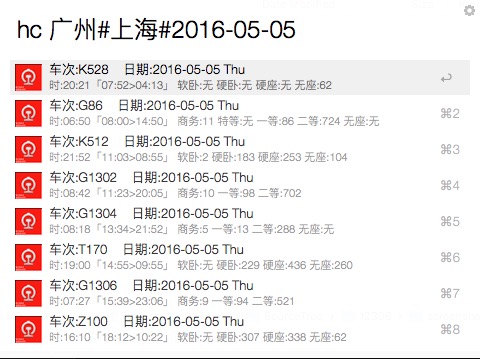 hc 广州#上海#2016-05-05
车次:K528 日期:2016-05-05 Thu
时:20:21「07:52>04:13」 软卧:无 硬卧:无 硬座:无 无座:62
车次:G86 日期:2016-05-05 Thu
时:06:50「08:00>14:50」 商务:11 特等:无 一等:86 二等:724 无座:无
⌘2
车次:K512 日期:2016-05-05 Thu
时:21:52「11:03>08:55」 软卧:2 硬卧:183 硬座:253 无座:104
⌘3
车次:G1302 日期:2016-05-05 Thu
时:08:42「11:23>20:05」 商务:10 一等:98 二等:702
⌘4
车次:G1304 日期:2016-05-05 Thu
时:08:18「13:34>21:52」 商务:5 一等:13 二等:288 无座:无
⌘5
车次:T170 日期:2016-05-05 Thu
时:19:00「14:55>09:55」 软卧:无 硬卧:229 硬座:436 无座:260
⌘6
车次:G1306 日期:2016-05-05 Thu
时:07:27「15:39>23:06」 商务:9 一等:94 二等:521
⌘7
车次:Z100 日期:2016-05-05 Thu
时:16:10「18:12>10:22」 软卧:无 硬卧:307 硬座:338 无座:62
⌘8